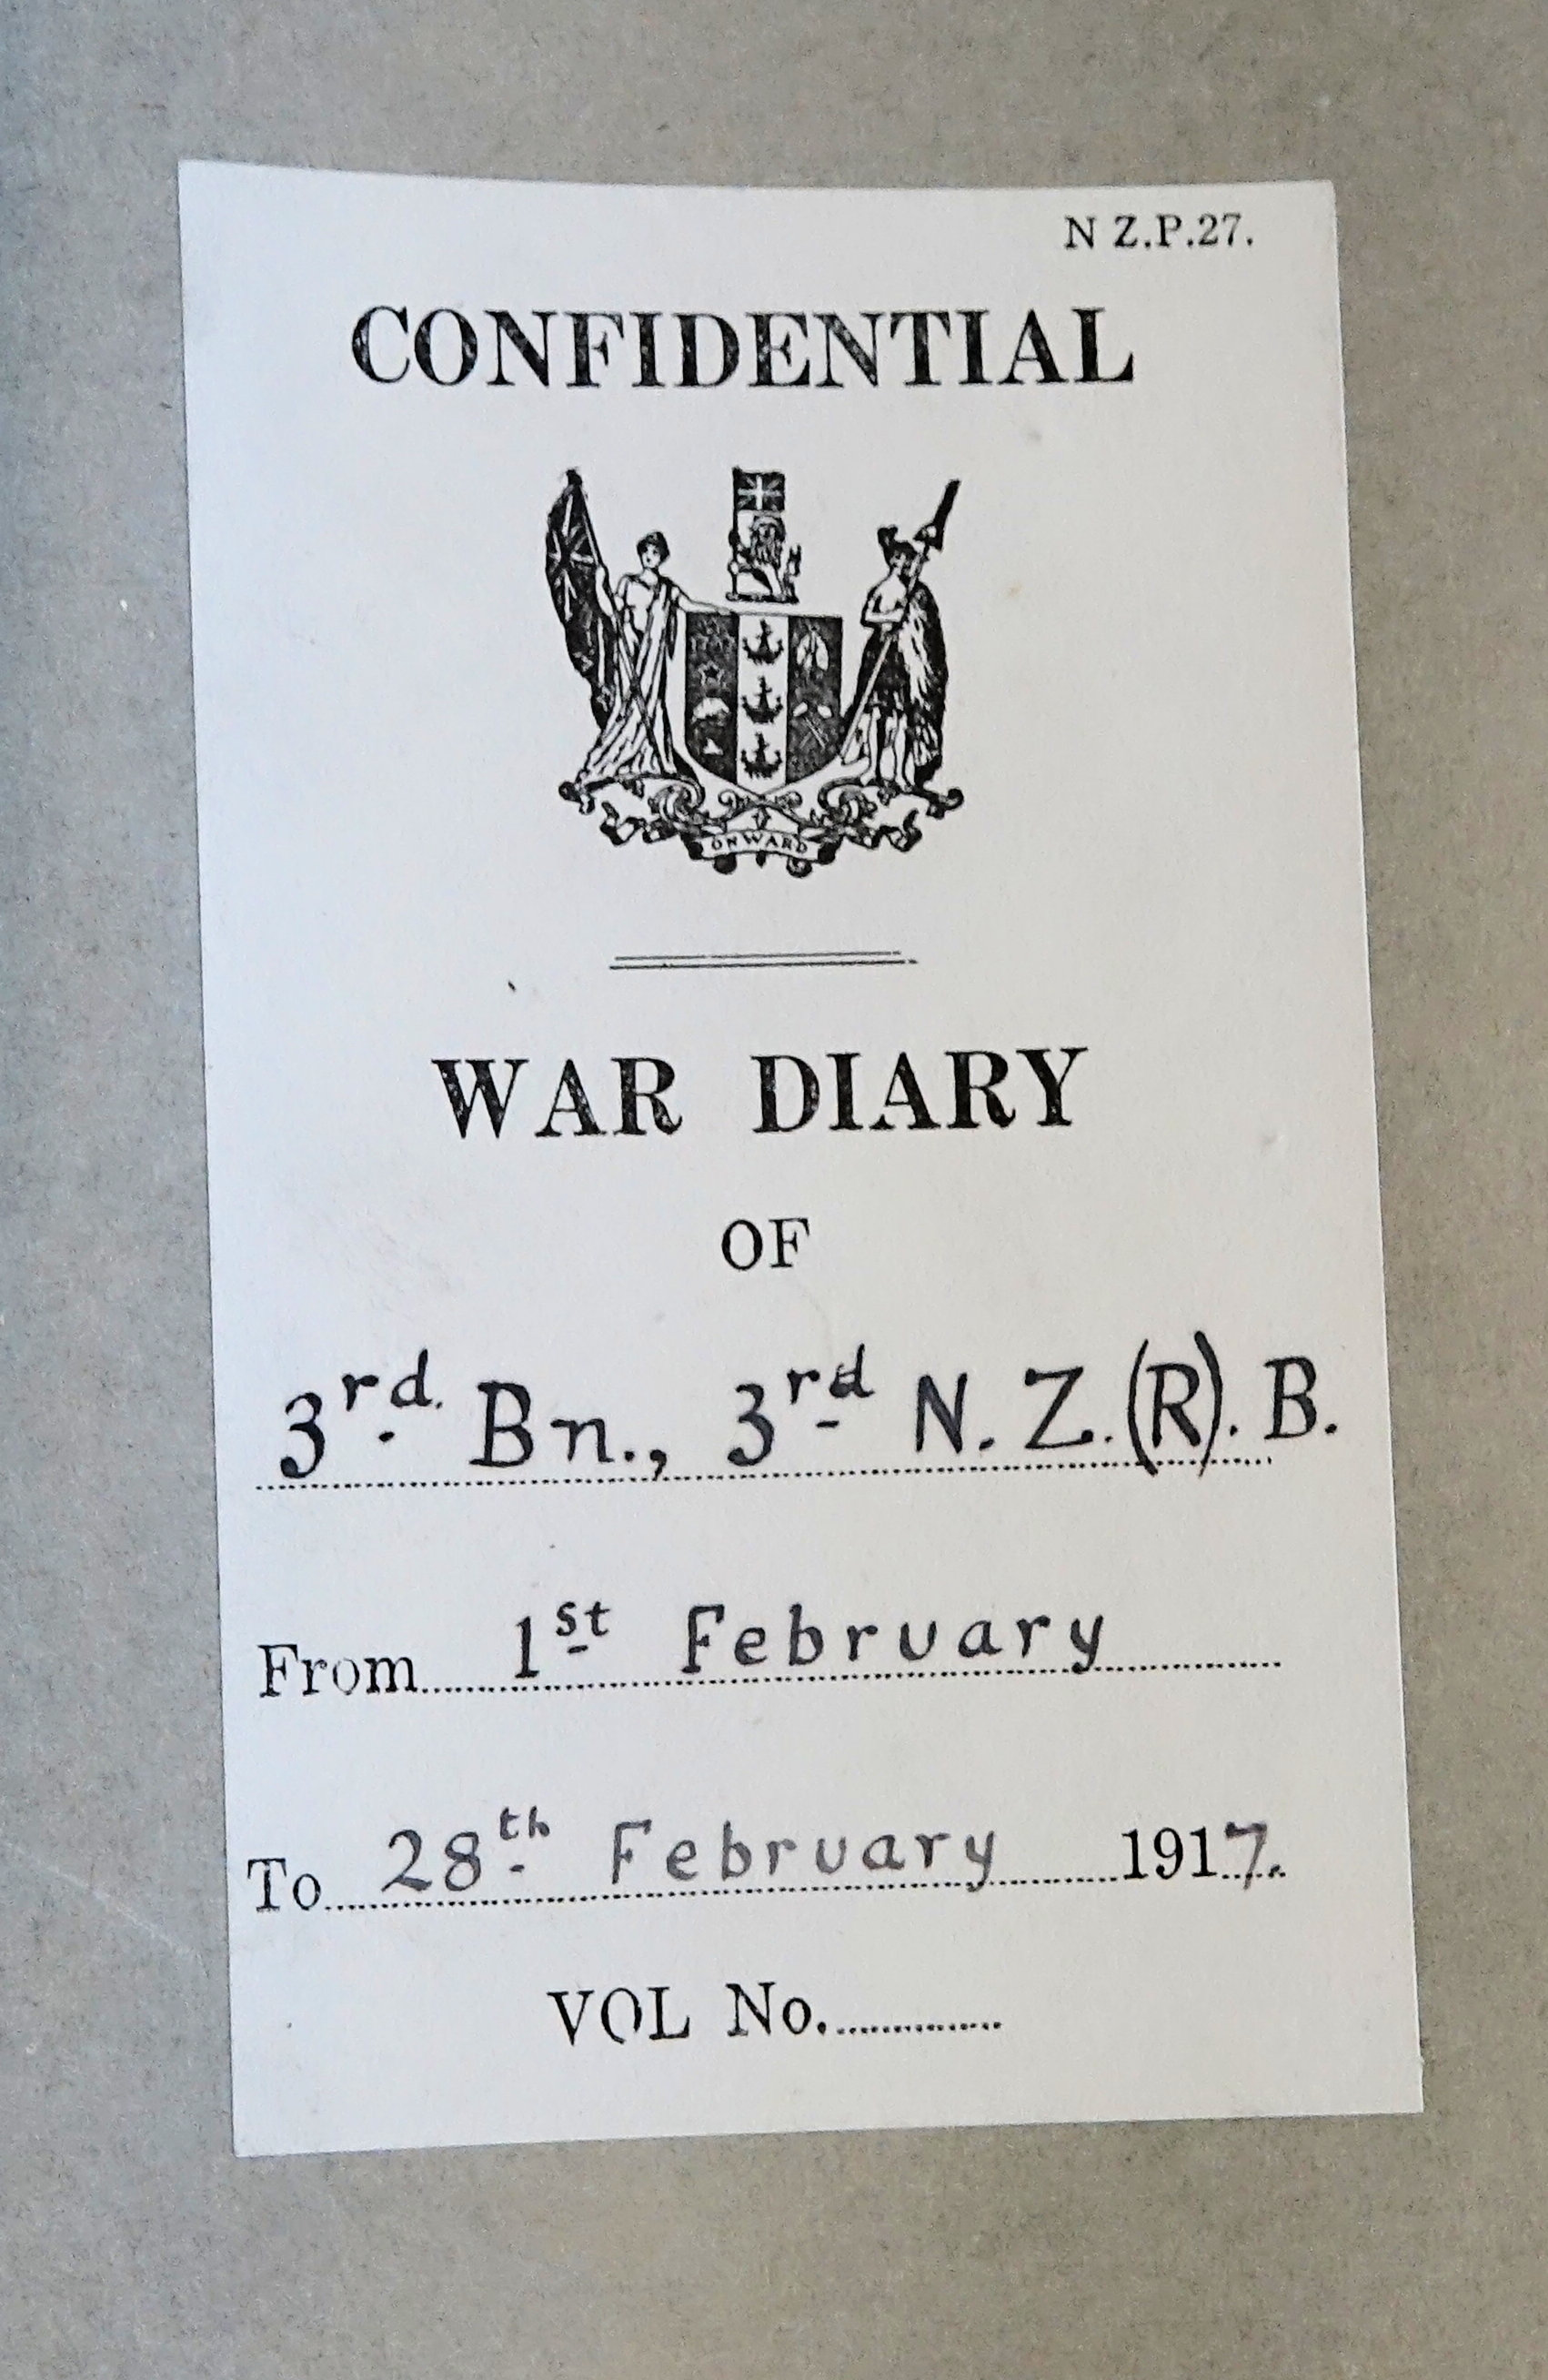 N Z.P.27.
CONFIDENTIAL
ONWARD
WAR DIARY
OF
3rd. Bn., 3rd N.Z.(R).B.
From 1st February
To 28th February 1917.
VOL No.